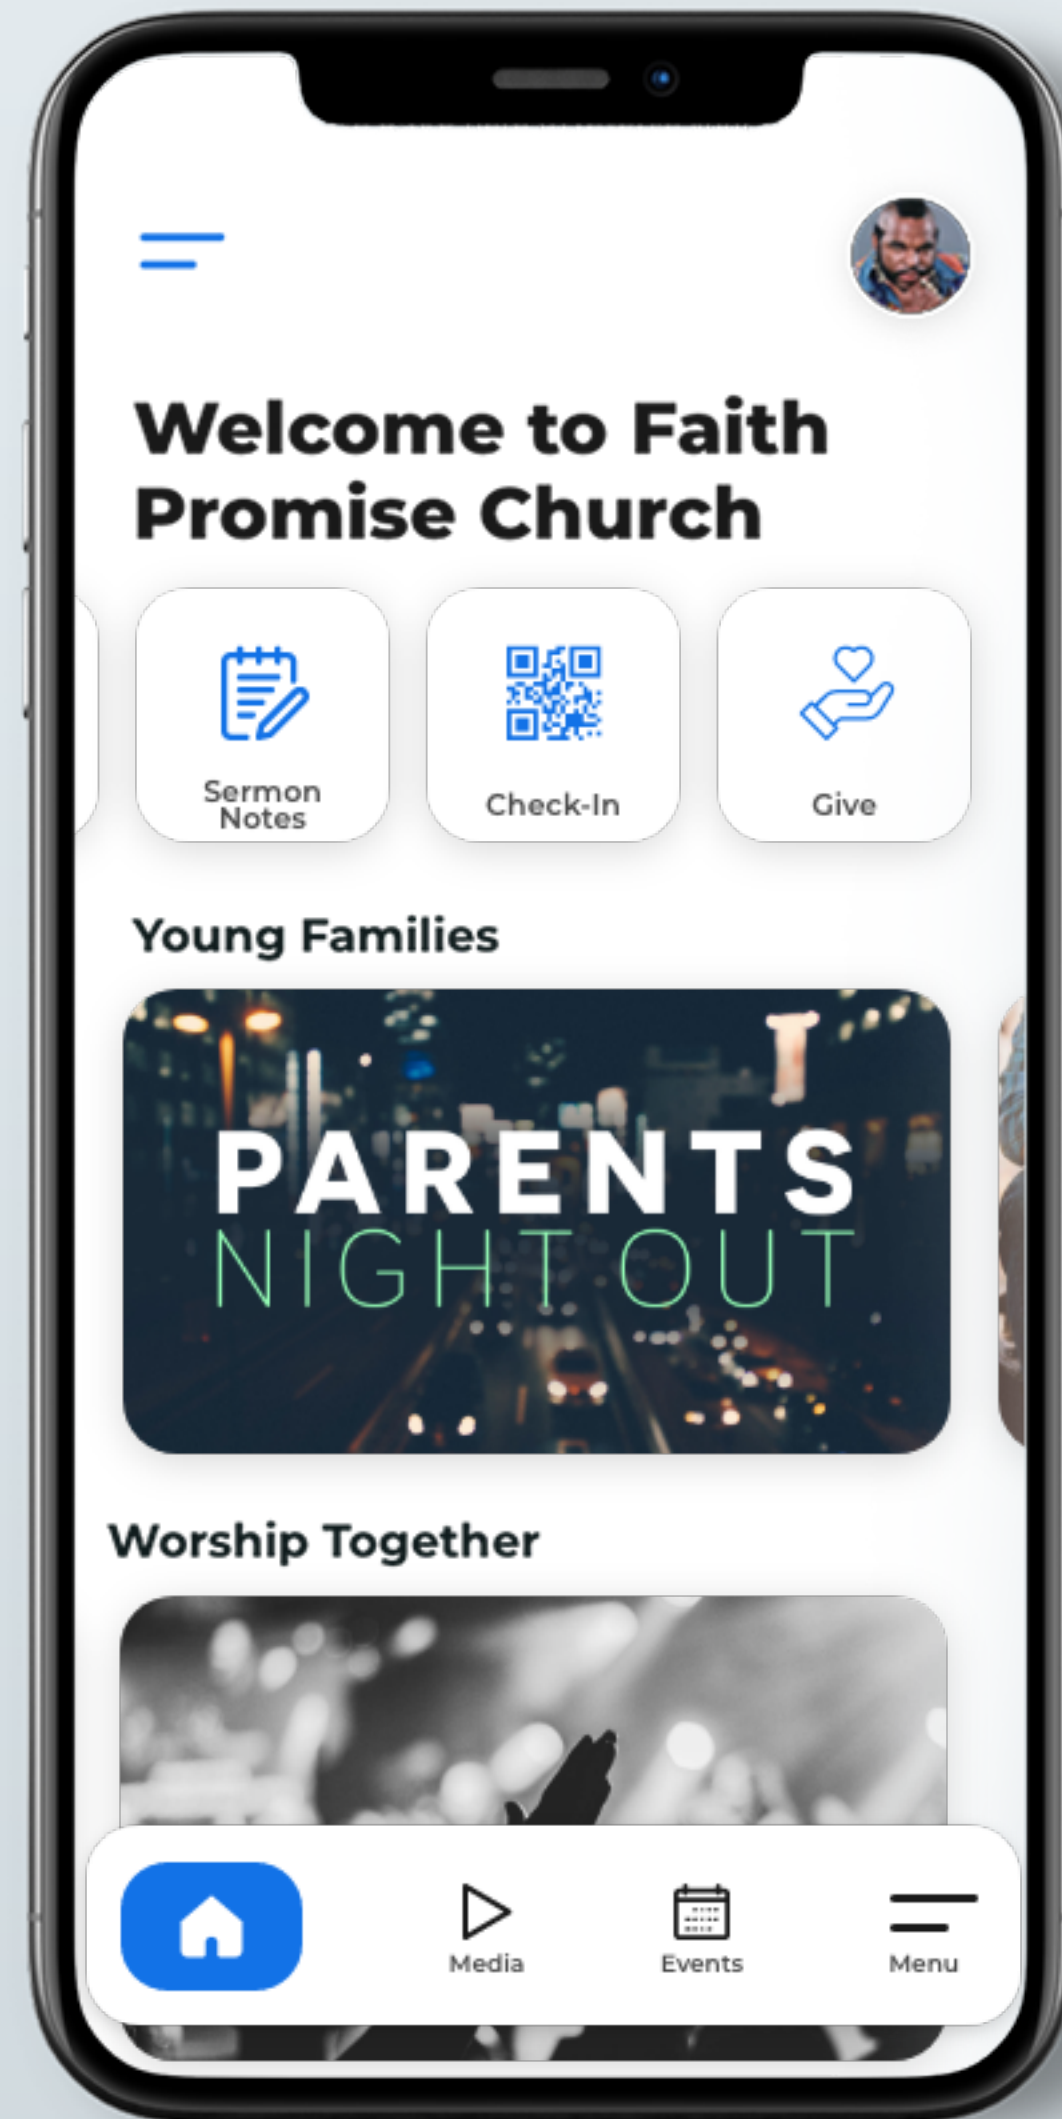 Welcome to Faith
Promise Church
Sermon
Notes
Check-In
Give
Young Families
PARENTS
NIGHT OUT
Worship Together
Media
Events
Menu